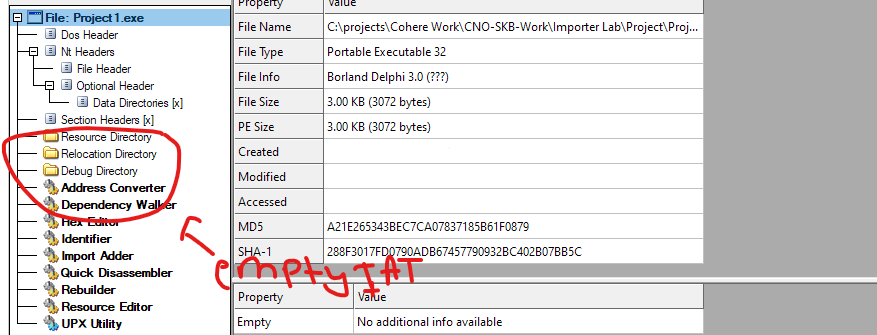 Property
Value
File: Project1.exe
Dos Header
Nt Headers
File Header
Optional Header
Data Directories [x]
Section Headers [x]
Resource Directory
Relocation Directory
Debug Directory
Address Converter
Dependency Walker
Hex Editor
Identifier
Import Adder
Quick Disassembler
Rebuilder
Resource Editor
UPX Utility
File Name C:\projects\Cohere Work\CNO-SKB-Work\Importer Lab\Project\Proj...
File Type Portable Executable 32
File Info Borland Delphi 3.0 (???)
File Size 3.00 KB (3072 bytes)
PE Size 3.00 KB (3072 bytes)
Created
Modified
Accessed
MD5 A21E265343BEC7CA07837185B61F0879
SHA-1 288F3017FD0790ADB67457790932BC402B07BB5C
empty IAT
Property Value
Empty No additional info available